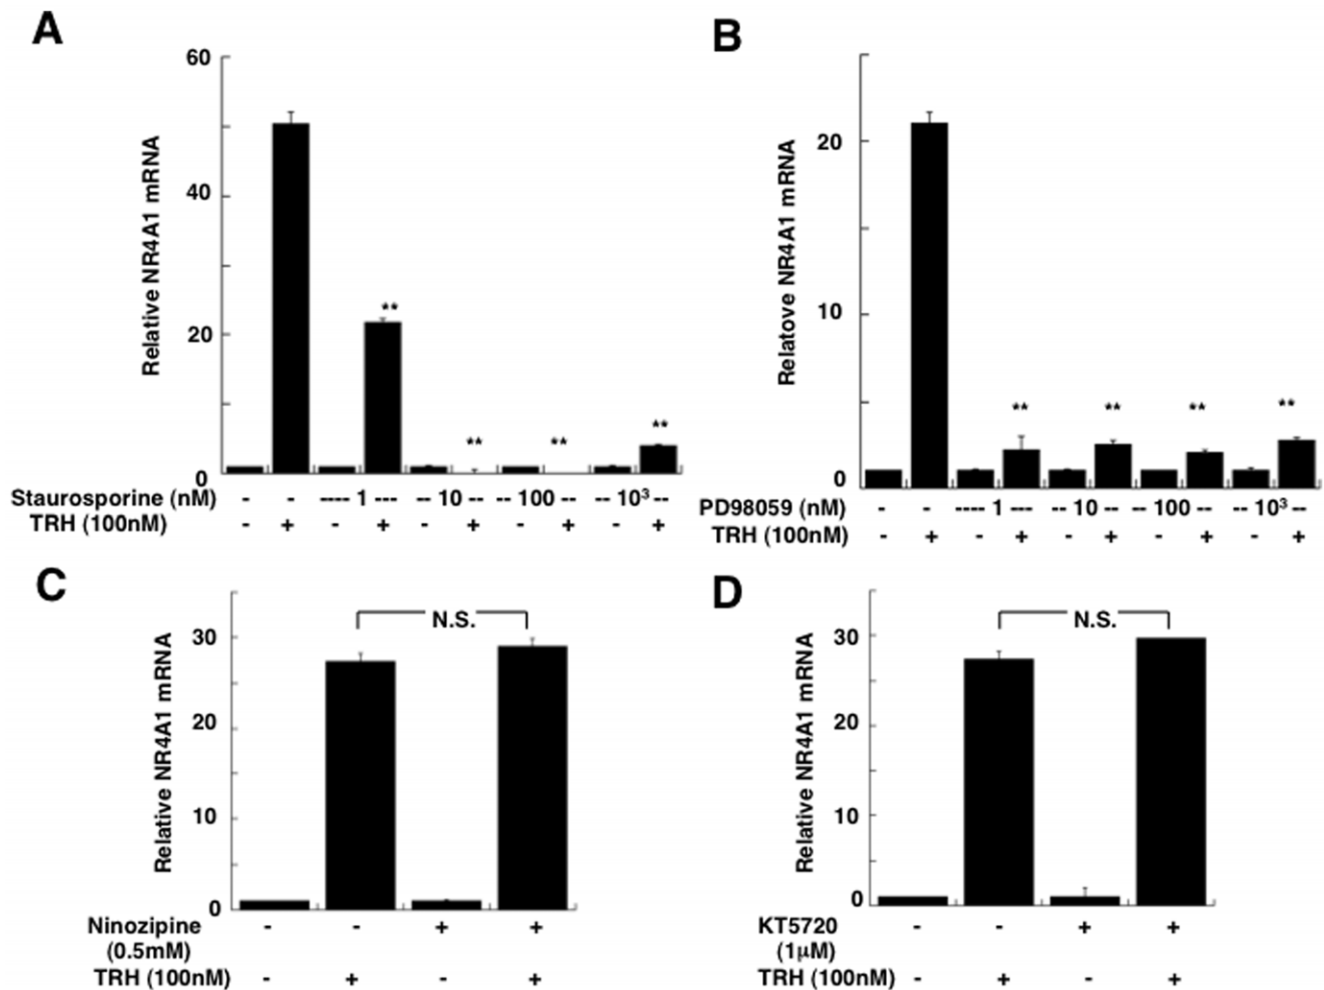 A
60
40
20
0
Relative NR4A1 mRNA
** ** ** **
Staurosporine (nM) - - ---- 1 --- -- 10 -- -- 100 -- -- 10³ --
TRH (100nM) - + - + - + - + - +
B
20
10
0
Relatove NR4A1 mRNA
** ** ** **
PD98059 (nM) - - ---- 1 --- -- 10 -- -- 100 -- -- 10³ --
TRH (100nM) - + - + - + - + - +
C
30
20
10
0
Relative NR4A1 mRNA
N.S.
Ninozipine - - + +
(0.5mM)
TRH (100nM) - + - +
D
30
20
10
0
Relative NR4A1 mRNA
N.S.
KT5720 - - + +
(1μM)
TRH (100nM) - + - +